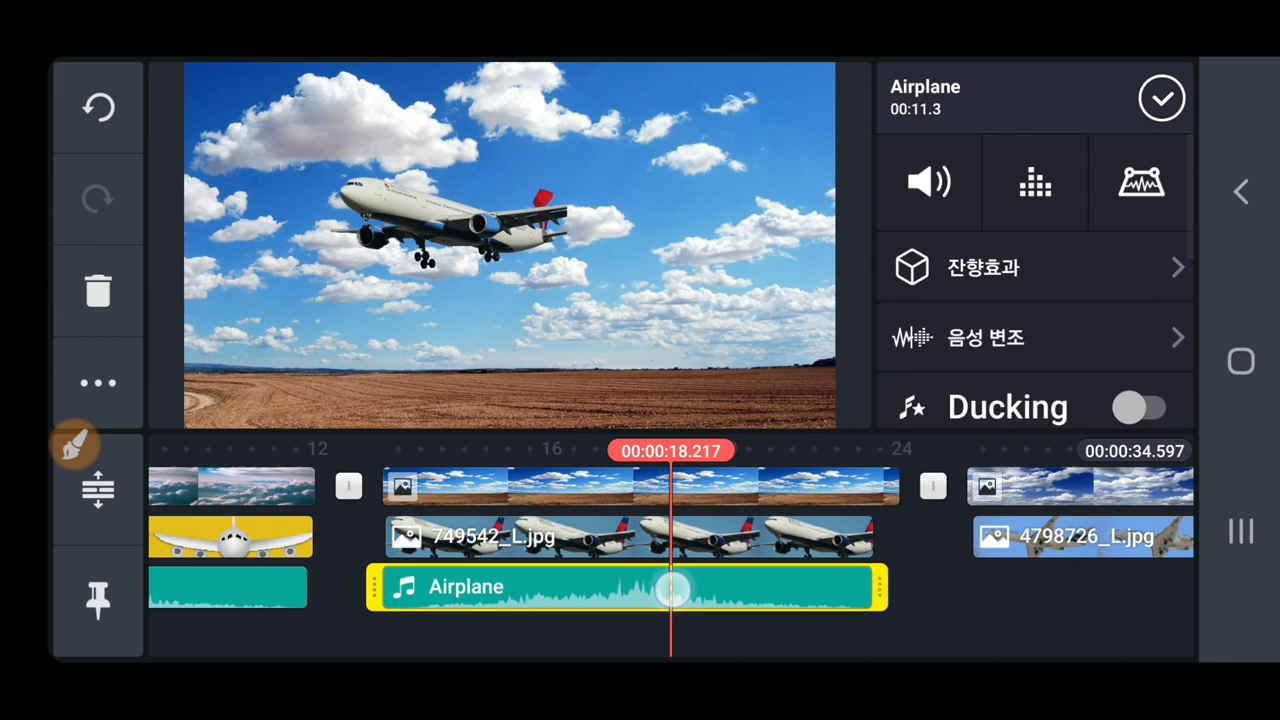 Airplane
00:11.3
잔향효과
음성 변조
Ducking
12
16
00:00:18.217
24
00:00:34.597
749542_L.jpg
4798726_L.jpg
Airplane